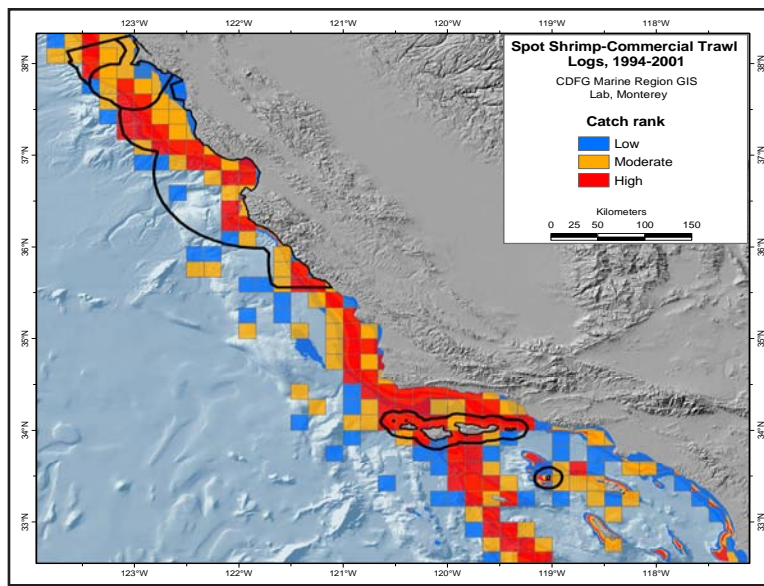 123°W 122°W 121°W 120°W 119°W 118°W
38°N 38°N
37°N 37°N
36°N 36°N
35°N 35°N
34°N 34°N
33°N 33°N
123°W 122°W 121°W 120°W 119°W 118°W
Spot Shrimp-Commercial Trawl
Logs, 1994-2001
CDFG Marine Region GIS
Lab, Monterey
Catch rank
Low
Moderate
High
Kilometers
0 25 50 100 150